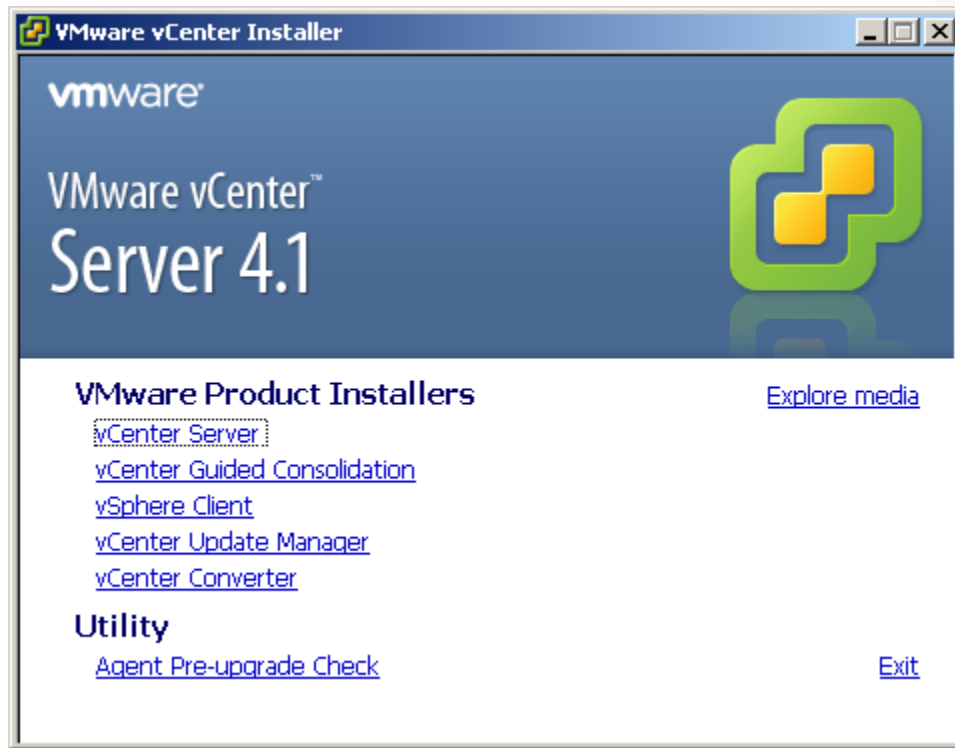 VMware vCenter Installer
vmware®
VMware vCenter™
Server 4.1
VMware Product Installers
Explore media
vCenter Server
vCenter Guided Consolidation
vSphere Client
vCenter Update Manager
vCenter Converter
Utility
Agent Pre-upgrade Check
Exit